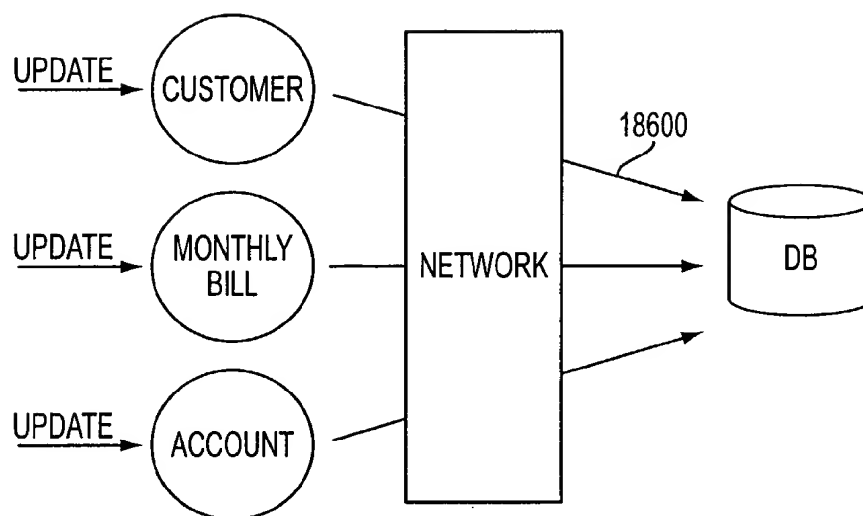 UPDATE
CUSTOMER
18600
UPDATE
MONTHLY
BILL
NETWORK
DB
UPDATE
ACCOUNT